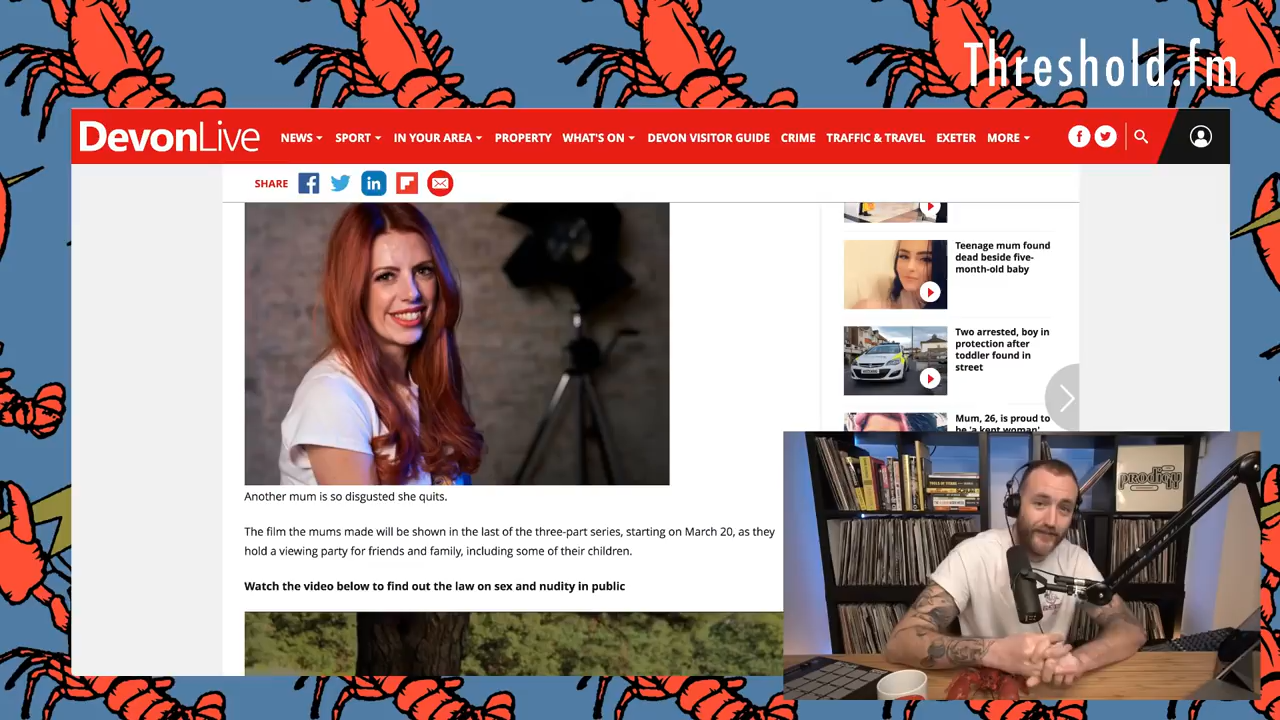 Threshold.fm
DevonLive
NEWS SPORT IN YOUR AREA PROPERTY WHAT'S ON DEVON VISITOR GUIDE CRIME TRAFFIC & TRAVEL EXETER MORE
SHARE
Another mum is so disgusted she quits.
The film the mums made will be shown in the last of the three-part series, starting on March 20, as they
hold a viewing party for friends and family, including some of their children.
Watch the video below to find out the law on sex and nudity in public
Teenage mum found
dead beside five-
month-old baby
Two arrested, boy in
protection after
toddler found in
street
Mum, 26, is proud to
be 'a kept woman'
prodigy